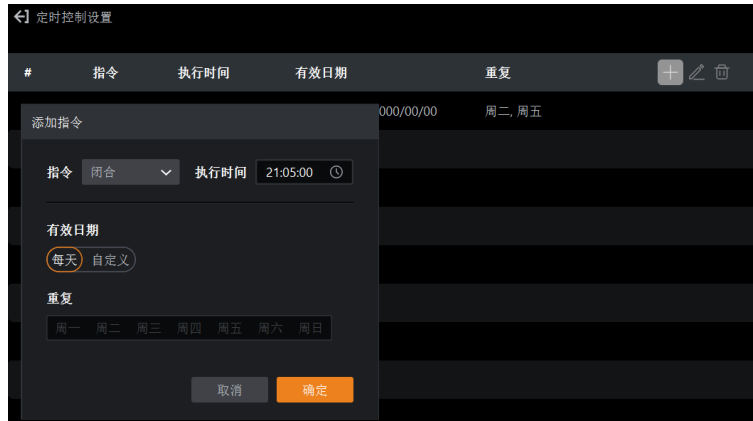 定时控制设置
# 指令 执行时间 有效日期 重复
000/00/00 周二, 周五
添加指令
指令 闭合 执行时间 21:05:00
有效日期
每天 自定义
重复
周一 周二 周三 周四 周五 周六 周日
取消 确定